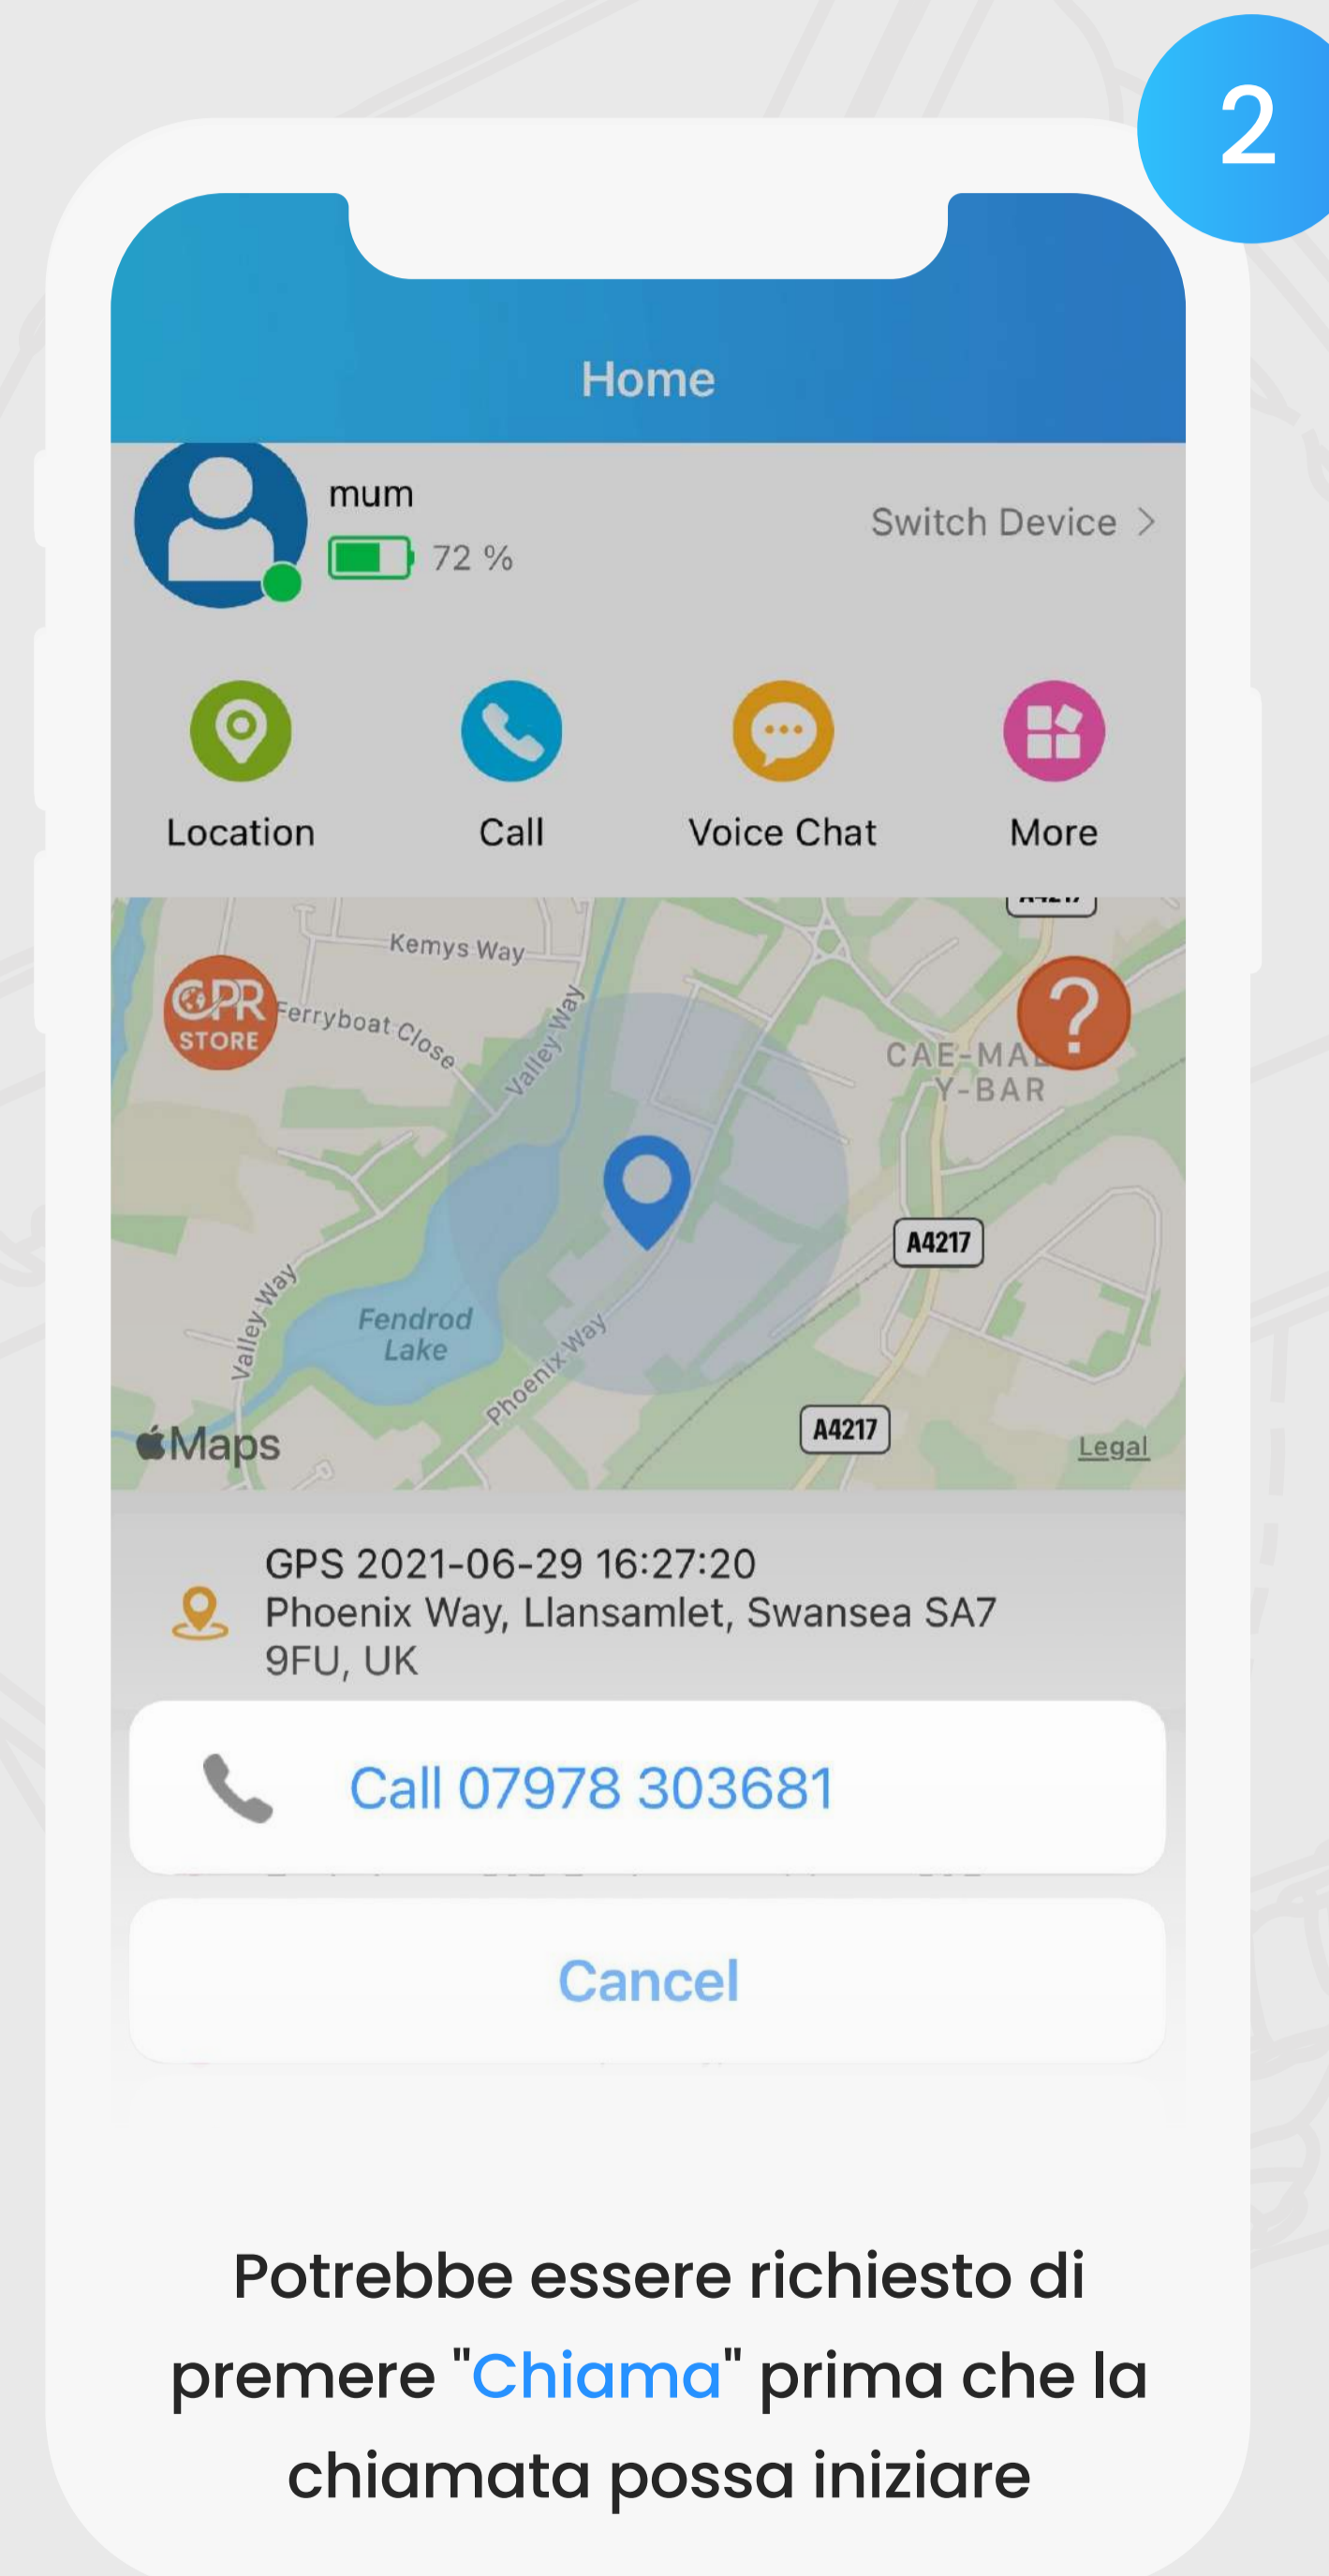 2
Home
mum
72 %
Switch Device >
Location
Call
Voice Chat
More
Kemys Way
CPR
STORE
Ferryboat Close
Valley Way
?
CAE-MA
Y-BAR
A4217
Valley Way
Fendrod
Lake
Phoenix Way
A4217
Maps
Legal
GPS 2021-06-29 16:27:20
Phoenix Way, Llansamlet, Swansea SA7
9FU, UK
Call 07978 303681
Cancel
Potrebbe essere richiesto di
premere "Chiama" prima che la
chiamata possa iniziare